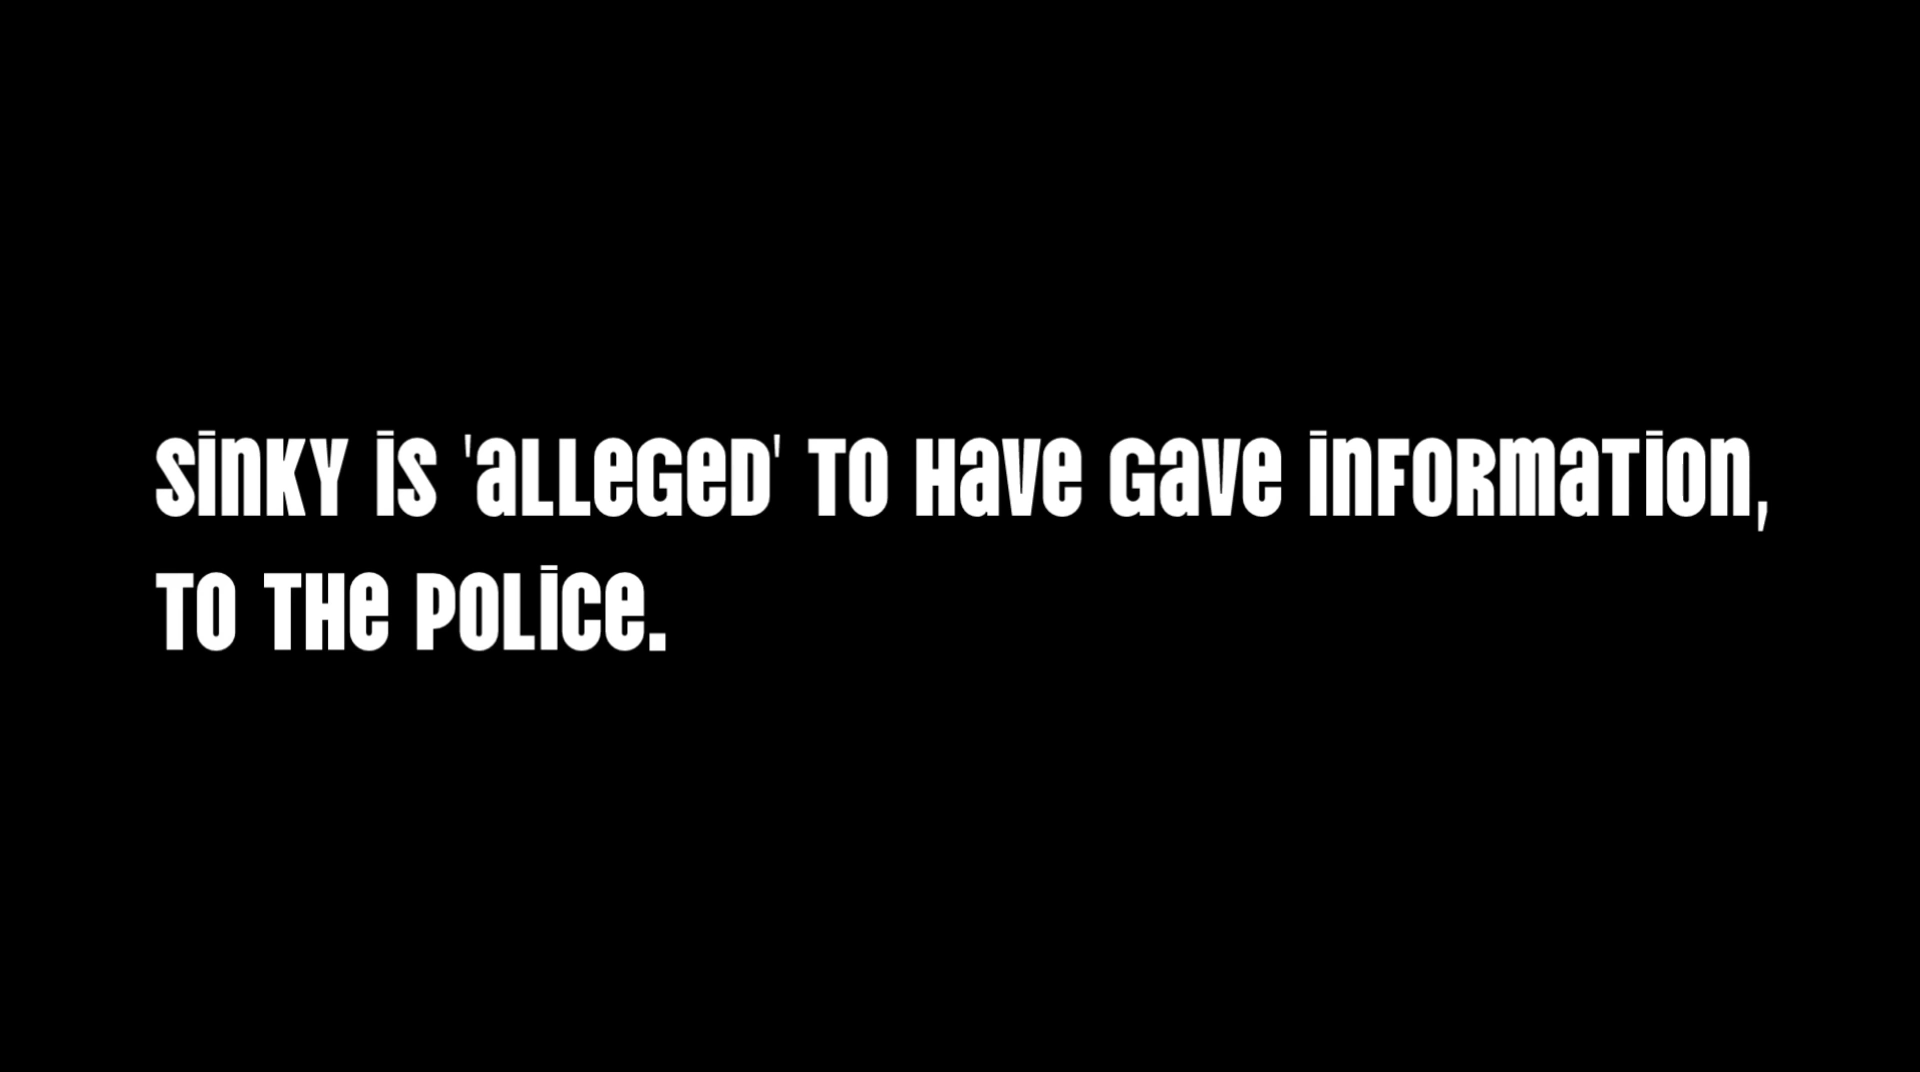 Sinky is 'alleged' to have gave information,
to the police.